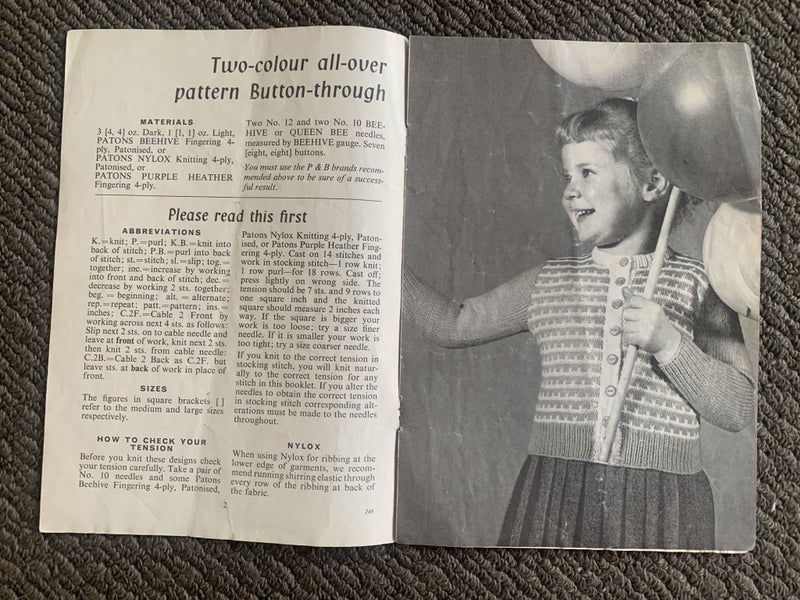 Two-colour all-over
pattern Button-through
MATERIALS
3 [4, 4] oz. Dark, 1 [1, 1] oz. Light,
PATONS BEEHIVE Fingering 4-
ply, Patonised, or
PATONS NYLOX Knitting 4-ply,
Patonised, or
PATONS PURPLE HEATHER
Fingering 4-ply.
Two No. 12 and two No. 10 BEE-
HIVE or QUEEN BEE needles,
measured by BEEHIVE gauge. Seven
[eight, eight] buttons.
You must use the P & B brands recom-
mended above to be sure of a success-
ful result.
Please read this first
ABBREVIATIONS
K.=knit; P.=purl; K.B.=knit into
back of stitch; P.B.=purl into back
of stitch; st.=stitch; sl.=slip; tog.=
together; inc.=increase by working
into front and back of stitch; dec.=
decrease by working 2 sts. together;
beg. = beginning; alt. = alternate;
rep.=repeat; patt.=pattern; ins.=
inches; C.2F.=Cable 2 Front by
working across next 4 sts. as follows:
Slip next 2 sts. on to cable needle and
leave at front of work, knit next 2 sts.
then knit 2 sts. from cable needle;
C.2B.=Cable 2 Back as C.2F. but
leave sts. at back of work in place of
front.
SIZES
The figures in square brackets [ ]
refer to the medium and large sizes
respectively.
HOW TO CHECK YOUR
TENSION
Before you knit these designs check
your tension carefully. Take a pair of
No. 10 needles and some Patons
Beehive Fingering 4-ply, Patonised,
Patons Nylox Knitting 4-ply, Paton-
ised, or Patons Purple Heather Fin-
gering 4-ply. Cast on 14 stitches and
work in stocking stitch—1 row knit;
1 row purl—for 18 rows. Cast off;
press lightly on wrong side. The
tension should be 7 sts. and 9 rows to
one square inch and the knitted
square should measure 2 inches each
way. If the square is bigger your
work is too loose; try a size finer
needle. If it is smaller your work is
too tight; try a size coarser needle.
If you knit to the correct tension in
stocking stitch, you will knit natur-
ally to the correct tension for any
stitch in this booklet. If you alter the
needles to obtain the correct tension
in stocking stitch corresponding alt-
erations must be made to the needles
throughout.
NYLOX
When using Nylox for ribbing at the
lower edge of garments, we recom-
mend running shirring elastic through
every row of the ribbing at back of
the fabric.
2
248